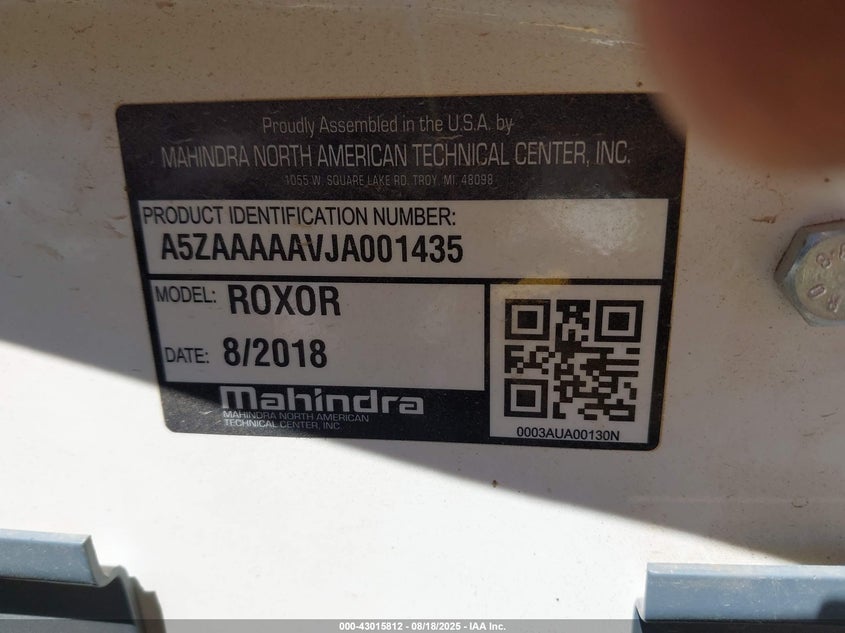 Proudly Assembled in the U.S.A. by
MAHINDRA NORTH AMERICAN TECHNICAL CENTER, INC.
1055 W. SQUARE LAKE RD. TROY, MI. 48098
PRODUCT IDENTIFICATION NUMBER:
A5ZAAAAAVJA001435
MODEL: ROXOR
DATE: 8/2018
Mahindra
MAHINDRA NORTH AMERICAN
TECHNICAL CENTER, INC
0003AUA00130N
000-43015812 - 08/18/2025 - IAA Inc.